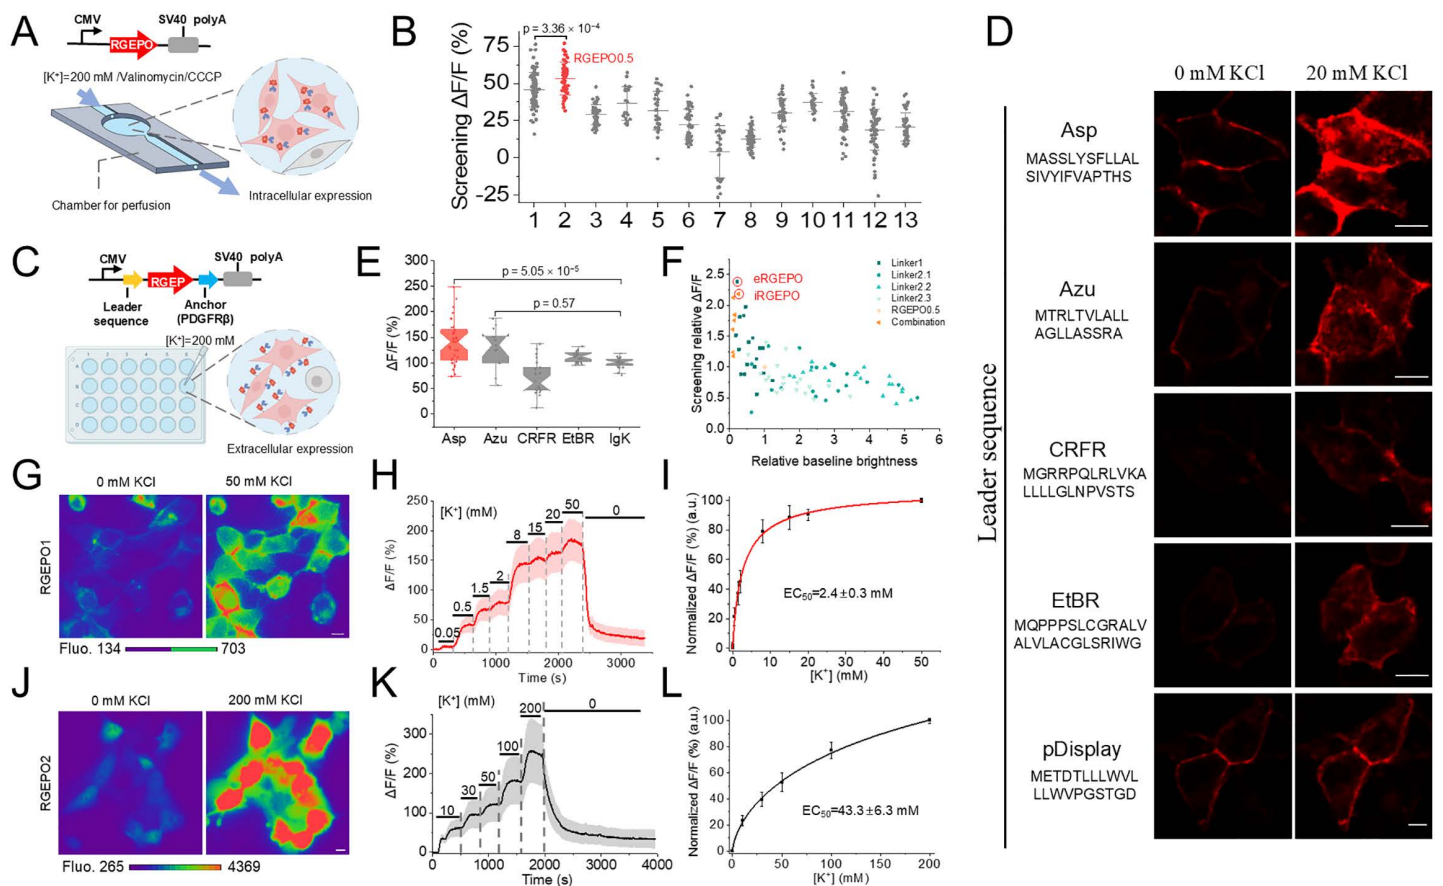 A
CMV
SV40 polyA
RGEPO
[K⁺]=200 mM /Valinomycin/CCCP
Intracellular expression
Chamber for perfusion
B
Screening ΔF/F (%)
p = 3.36 × 10⁻⁴
RGEPO0.5
75
50
25
0
-25
1 2 3 4 5 6 7 8 9 10 11 12 13
C
CMV
SV40 polyA
RGEP
Leader
sequence
Anchor
(PDGFRβ)
[K⁺]=200 mM
1 2 3 4 5 6
A
B
C
D
Extracellular expression
D
0 mM KCl 20 mM KCl
Leader sequence
Asp
MASSLYSFLLAL
SIVYIFVAPTHS
Azu
MTRLTVLALL
AGLLASSRA
CRFR
MGRRPQLRLVKA
LLLLGLNPVSTS
EtBR
MQPPPSLCGRALV
ALVLACGLSRIWG
pDisplay
METDTLLLWVL
LLWVPGSTGD
E
ΔF/F (%)
300
250
200
150
100
50
0
p = 5.05 × 10⁻⁵
p = 0.57
Asp Azu CRFR EtBR IgK
F
Screening relative ΔF/F
2.5
2.0
1.5
1.0
0.5
0.0
eRGEPO
iRGEPO
Linker1
Linker2.1
Linker2.2
Linker2.3
RGEPO0.5
Combination
0 1 2 3 4 5 6
Relative baseline brightness
G
0 mM KCl 50 mM KCl
RGEPO1
Fluo. 134 703
H
ΔF/F (%)
250
200
150
100
50
0
[K⁺] (mM)
0.05 0.5 1.5 2 8 15 20 50 0
0 1000 2000 3000
Time (s)
I
Normalized ΔF/F (%) (a.u.)
100
80
60
40
20
0
EC₅₀=2.4±0.3 mM
0 10 20 30 40 50
[K⁺] (mM)
J
0 mM KCl 200 mM KCl
RGEPO2
Fluo. 265 4369
K
ΔF/F (%)
300
200
100
0
[K⁺] (mM)
10 30 50 100 200 0
0 1000 2000 3000 4000
Time (s)
L
Normalized ΔF/F (%) (a.u.)
100
80
60
40
20
0
EC₅₀=43.3±6.3 mM
0 50 100 150 200
[K⁺] (mM)